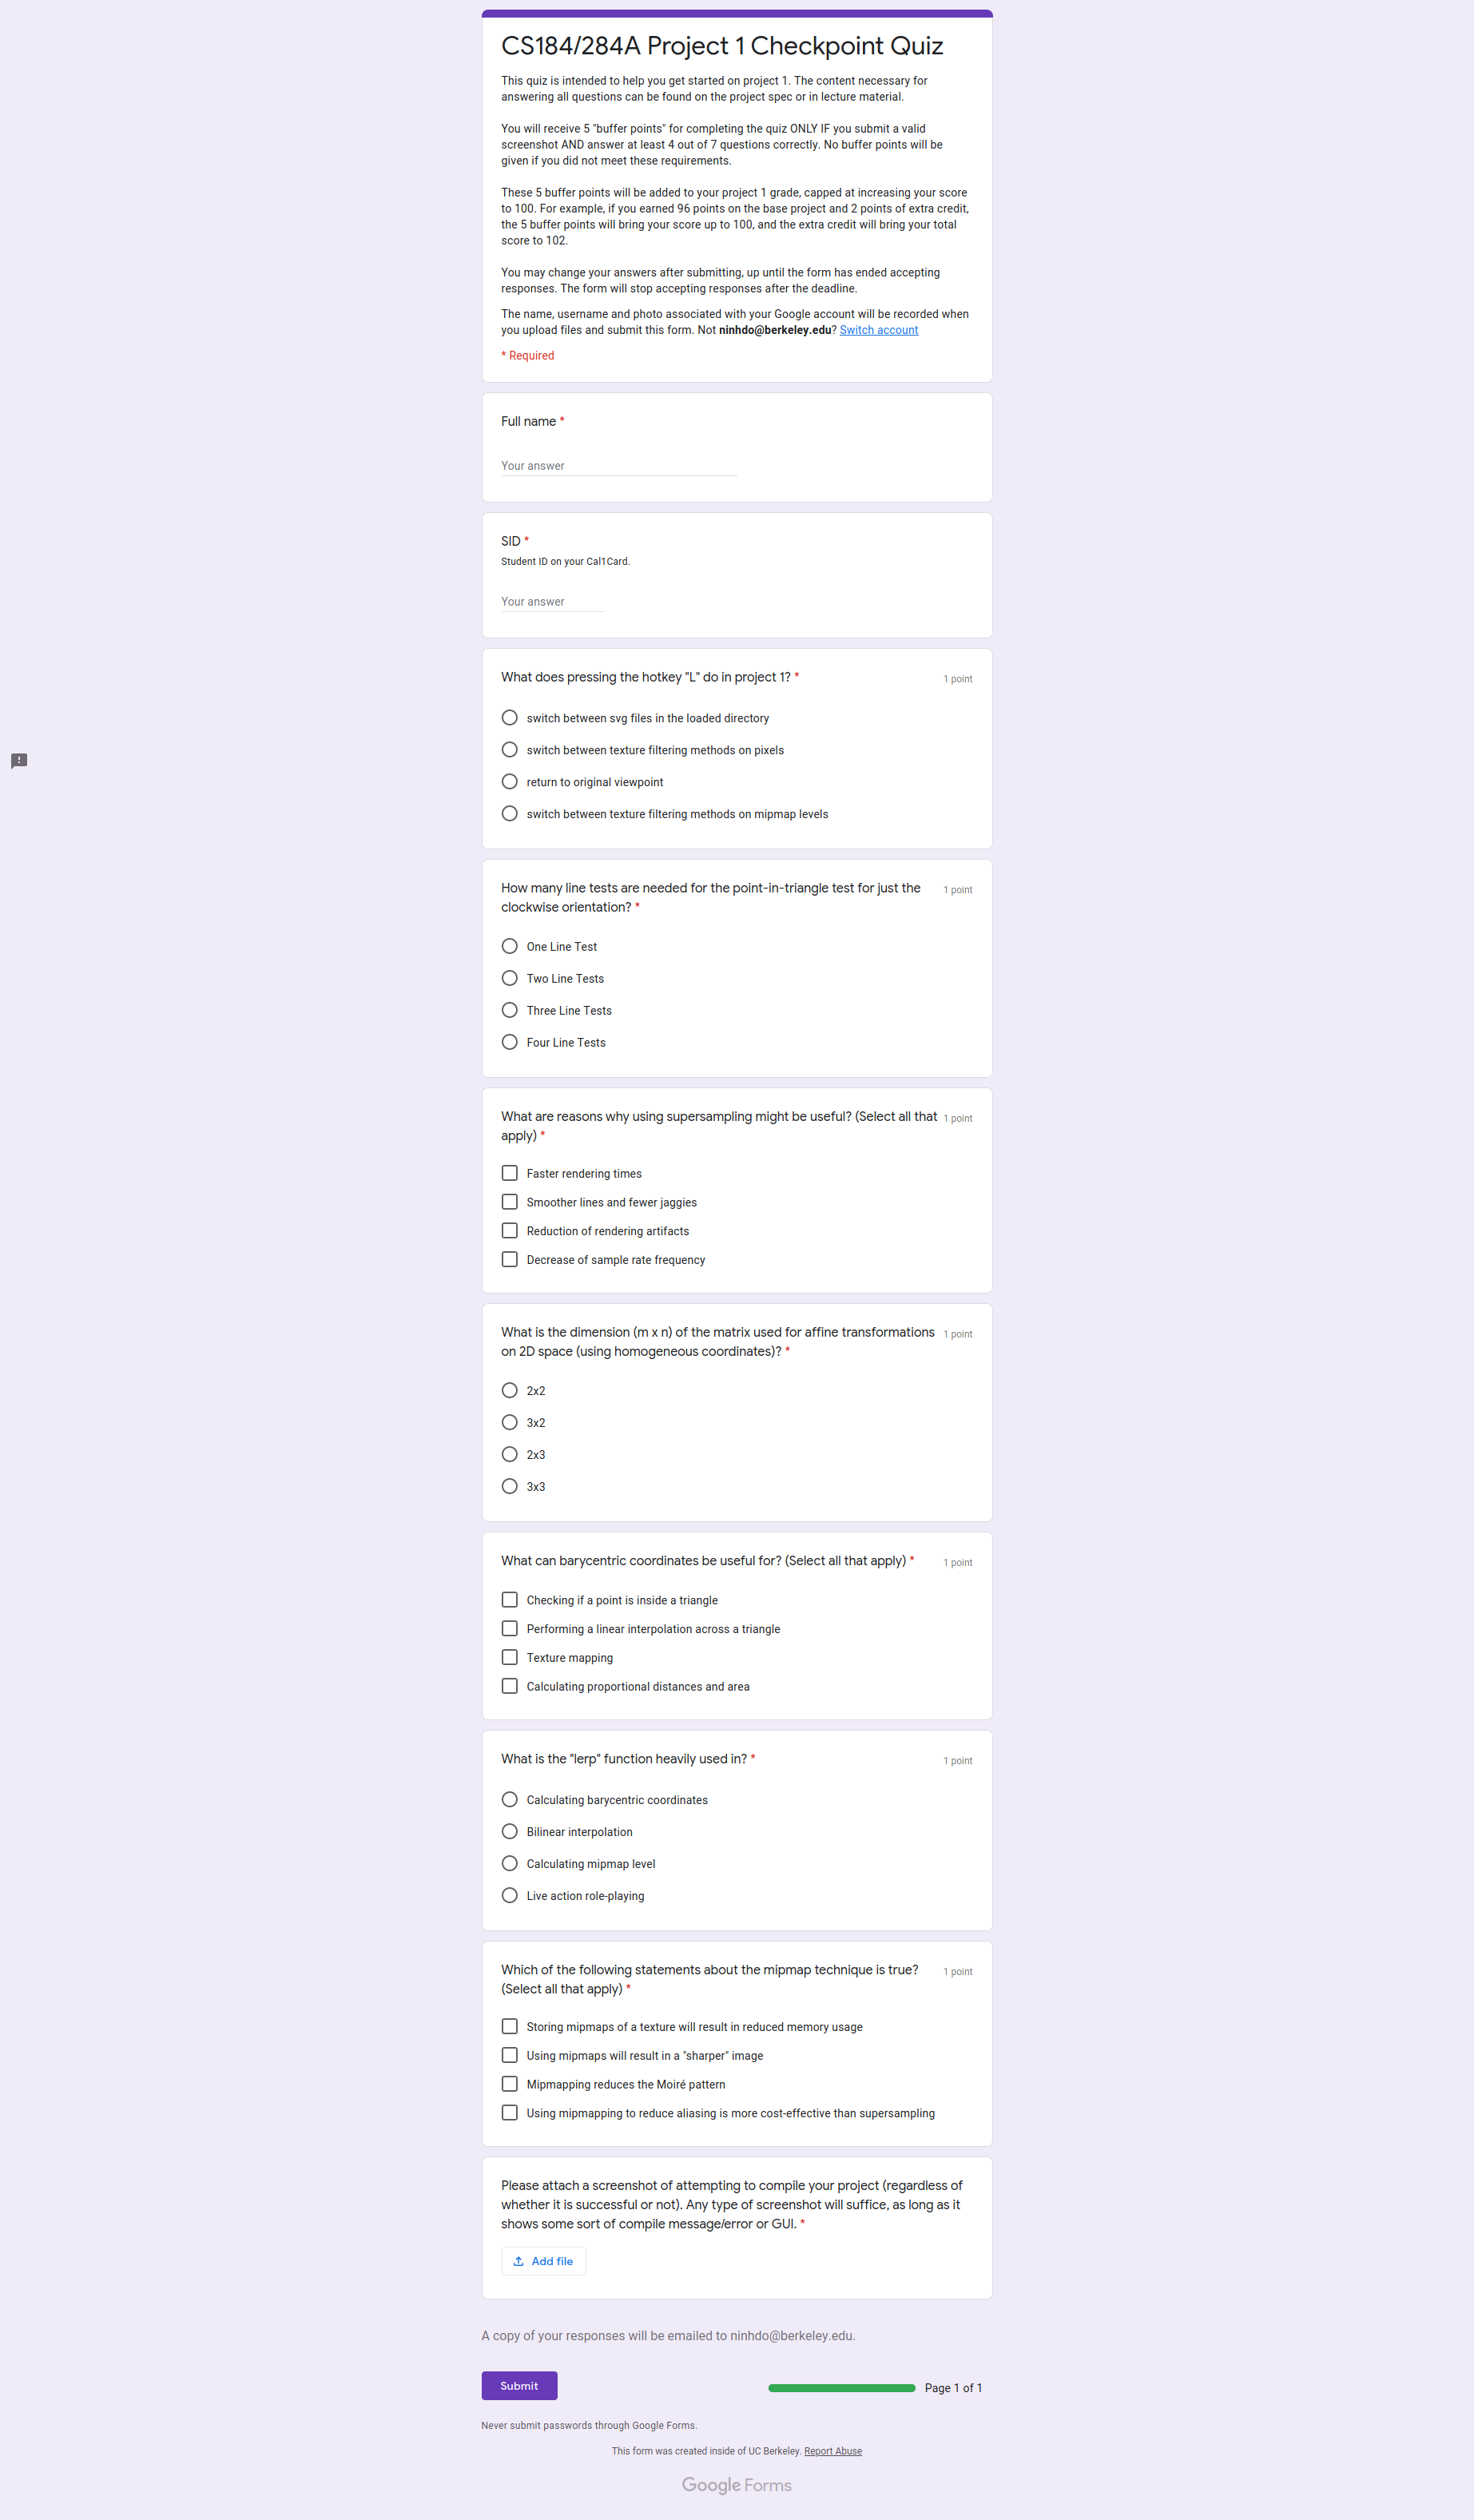 CS184/284A Project 1 Checkpoint Quiz
This quiz is intended to help you get started on project 1. The content necessary for
answering all questions can be found on the project spec or in lecture material.
You will receive 5 "buffer points" for completing the quiz ONLY IF you submit a valid
screenshot AND answer at least 4 out of 7 questions correctly. No buffer points will be
given if you did not meet these requirements.
These 5 buffer points will be added to your project 1 grade, capped at increasing your score
to 100. For example, if you earned 96 points on the base project and 2 points of extra credit,
the 5 buffer points will bring your score up to 100, and the extra credit will bring your total
score to 102.
You may change your answers after submitting, up until the form has ended accepting
responses. The form will stop accepting responses after the deadline.
The name, username and photo associated with your Google account will be recorded when
you upload files and submit this form. Not ninhdo@berkeley.edu? Switch account
* Required
Full name *
Your answer
SID *
Student ID on your Cal1Card.
Your answer
What does pressing the hotkey "L" do in project 1? * 1 point
switch between svg files in the loaded directory
switch between texture filtering methods on pixels
return to original viewpoint
switch between texture filtering methods on mipmap levels
How many line tests are needed for the point-in-triangle test for just the 1 point
clockwise orientation? *
One Line Test
Two Line Tests
Three Line Tests
Four Line Tests
What are reasons why using supersampling might be useful? (Select all that 1 point
apply) *
Faster rendering times
Smoother lines and fewer jaggies
Reduction of rendering artifacts
Decrease of sample rate frequency
What is the dimension (m x n) of the matrix used for affine transformations 1 point
on 2D space (using homogeneous coordinates)? *
2x2
3x2
2x3
3x3
What can barycentric coordinates be useful for? (Select all that apply) * 1 point
Checking if a point is inside a triangle
Performing a linear interpolation across a triangle
Texture mapping
Calculating proportional distances and area
What is the "lerp" function heavily used in? * 1 point
Calculating barycentric coordinates
Bilinear interpolation
Calculating mipmap level
Live action role-playing
Which of the following statements about the mipmap technique is true? 1 point
(Select all that apply) *
Storing mipmaps of a texture will result in reduced memory usage
Using mipmaps will result in a "sharper" image
Mipmapping reduces the Moiré pattern
Using mipmapping to reduce aliasing is more cost-effective than supersampling
Please attach a screenshot of attempting to compile your project (regardless of
whether it is successful or not). Any type of screenshot will suffice, as long as it
shows some sort of compile message/error or GUI. *
Add file
A copy of your responses will be emailed to ninhdo@berkeley.edu.
Submit Page 1 of 1
Never submit passwords through Google Forms.
This form was created inside of UC Berkeley. Report Abuse
Google Forms